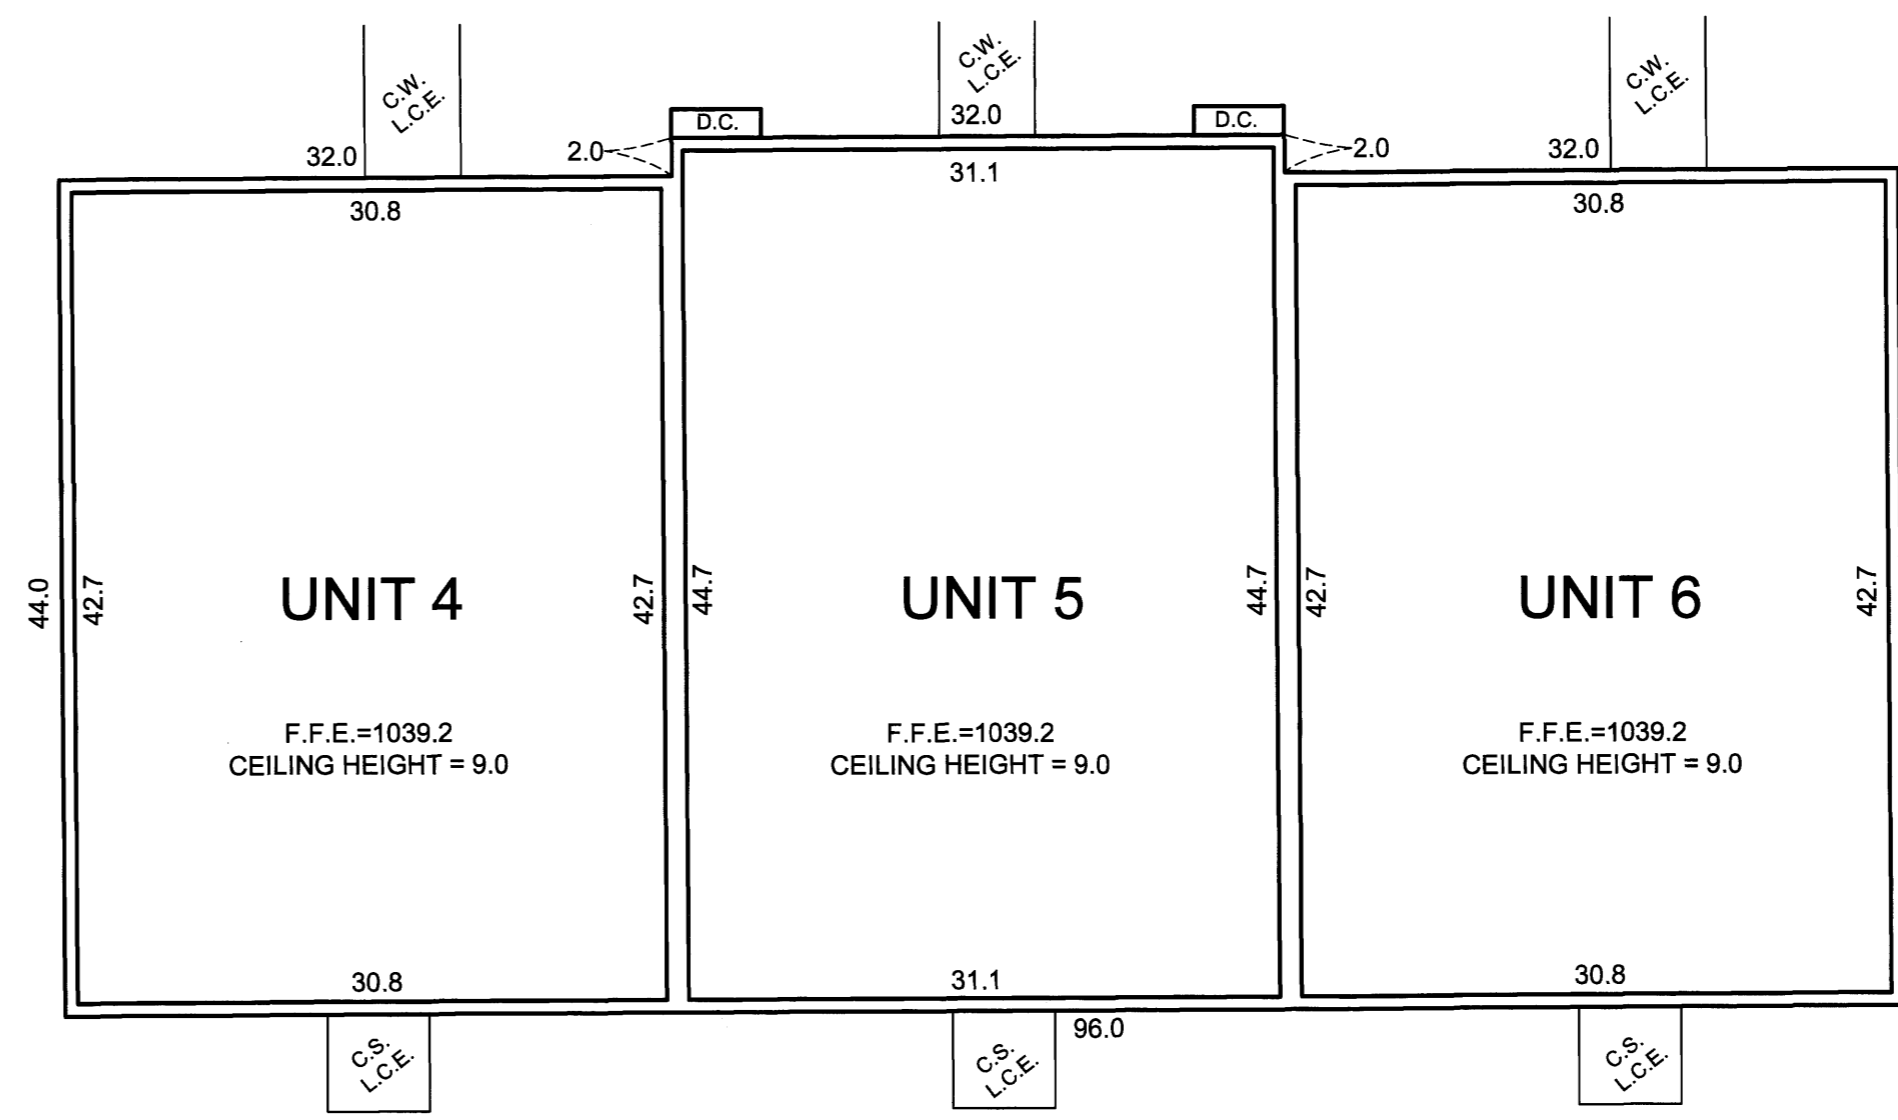 C.W.
L.C.E.
C.W.
L.C.E.
C.W.
L.C.E.
32.0
D.C.
D.C.
32.0
2.0
2.0
32.0
30.8
31.1
30.8
44.0
42.7
42.7
44.7
44.7
42.7
42.7
UNIT 4
UNIT 5
UNIT 6
F.F.E.=1039.2
CEILING HEIGHT = 9.0
F.F.E.=1039.2
CEILING HEIGHT = 9.0
F.F.E.=1039.2
CEILING HEIGHT = 9.0
30.8
31.1
30.8
96.0
C.S.
L.C.E.
C.S.
L.C.E.
C.S.
L.C.E.